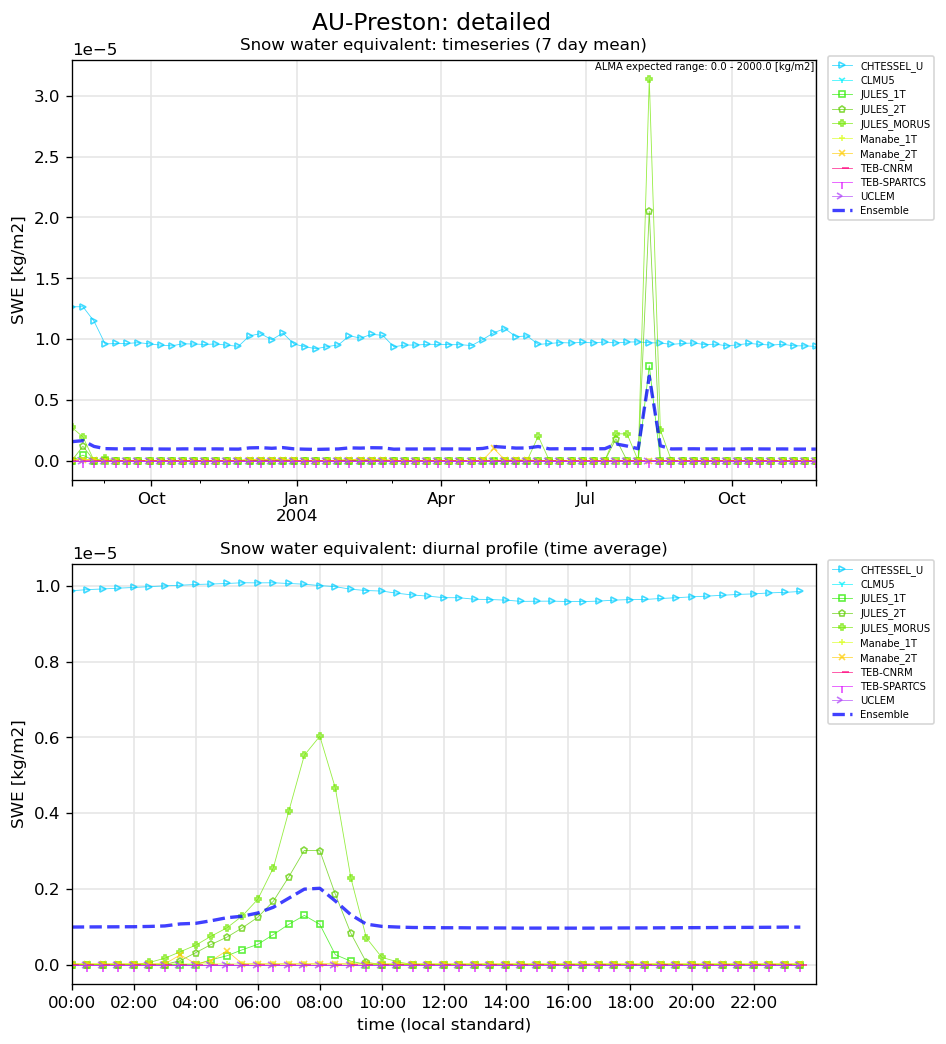 AU-Preston: detailed
Snow water equivalent: timeseries (7 day mean)
1e−5
ALMA expected range: 0.0 - 2000.0 [kg/m2]
3.0
2.5
2.0
1.5
1.0
0.5
0.0
SWE [kg/m2]
Oct
Jan
2004
Apr
Jul
Oct
CHTESSEL_U
CLMU5
JULES_1T
JULES_2T
JULES_MORUS
Manabe_1T
Manabe_2T
TEB-CNRM
TEB-SPARTCS
UCLEM
Ensemble
Snow water equivalent: diurnal profile (time average)
1e−5
1.0
0.8
0.6
0.4
0.2
0.0
SWE [kg/m2]
00:00 02:00 04:00 06:00 08:00 10:00 12:00 14:00 16:00 18:00 20:00 22:00
time (local standard)
CHTESSEL_U
CLMU5
JULES_1T
JULES_2T
JULES_MORUS
Manabe_1T
Manabe_2T
TEB-CNRM
TEB-SPARTCS
UCLEM
Ensemble